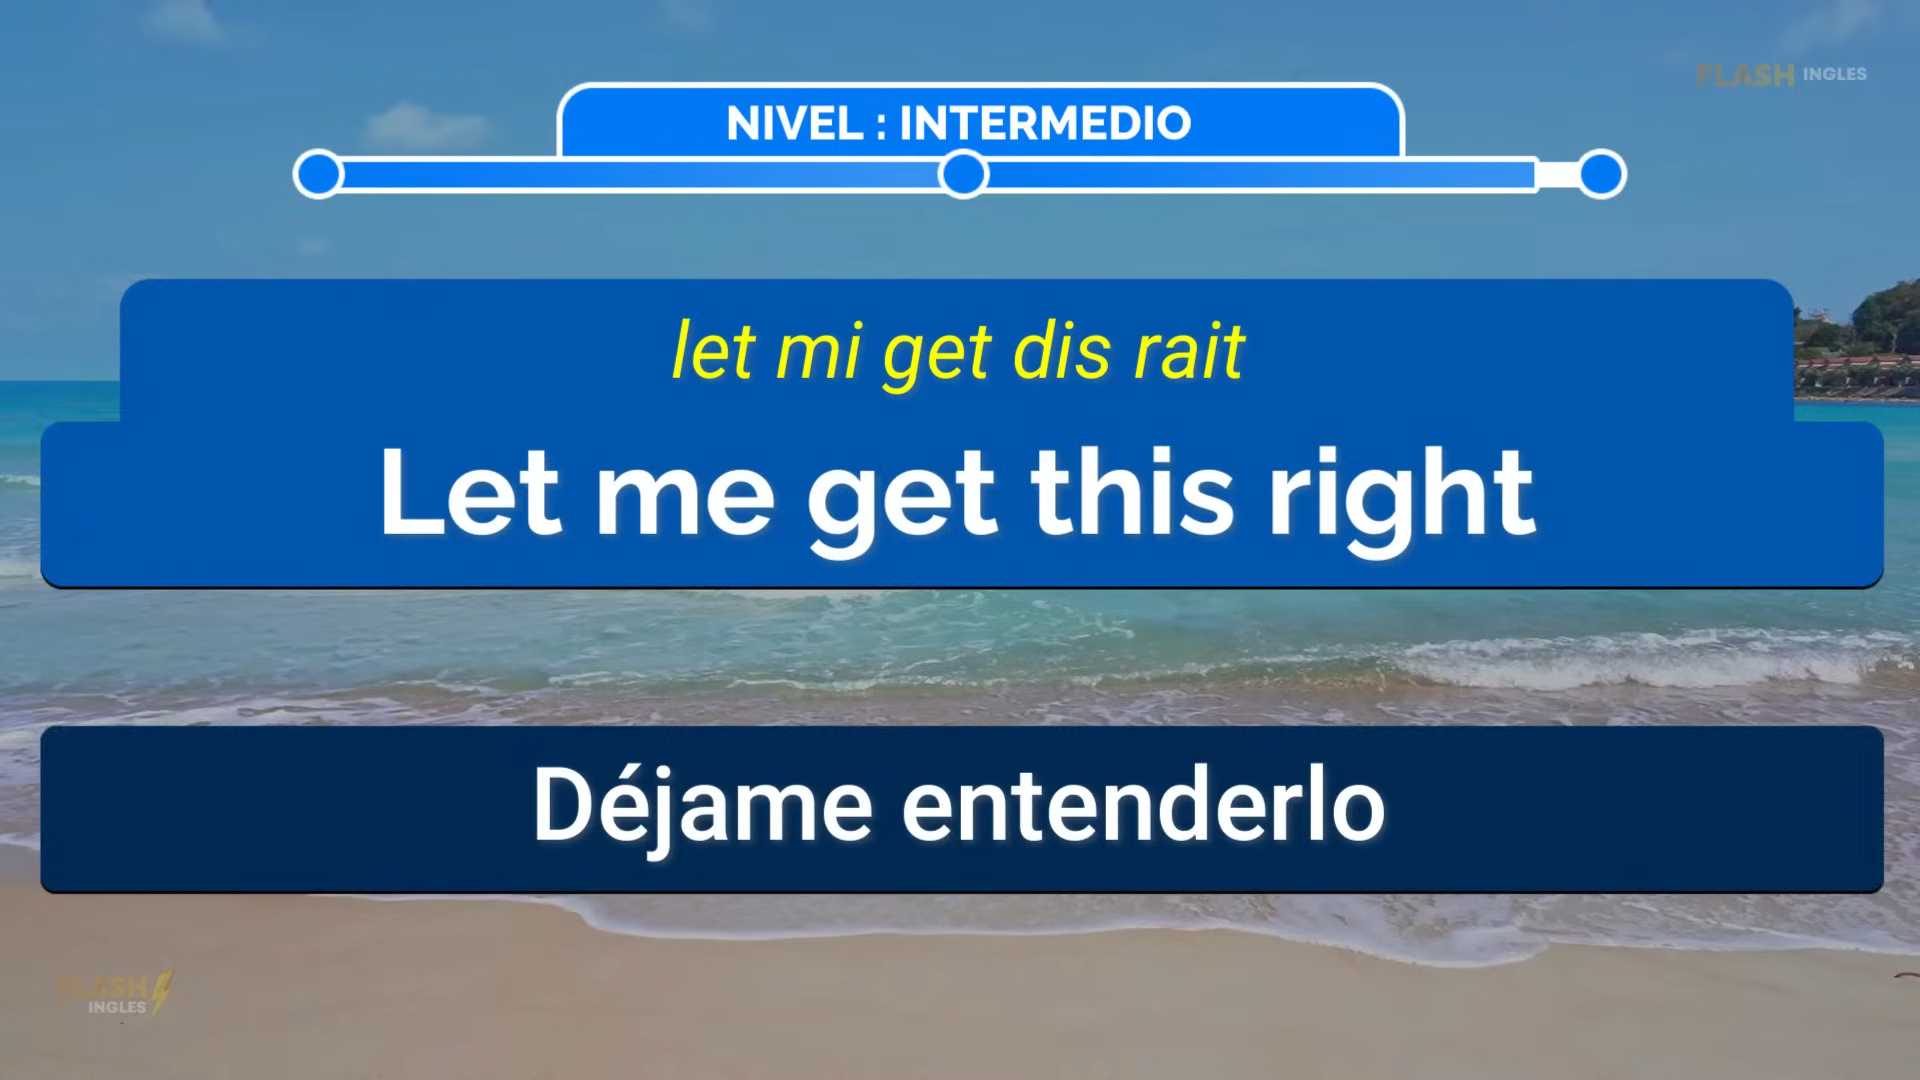 FLASH INGLES
NIVEL : INTERMEDIO
let mi get dis rait
Let me get this right
Déjame entenderlo
FLASH
INGLES